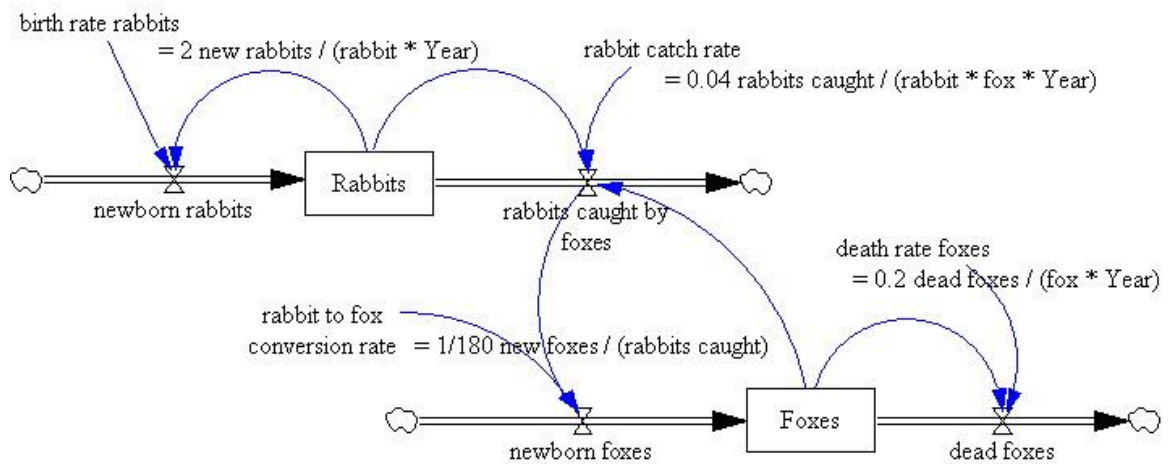 birth rate rabbits
= 2 new rabbits / (rabbit * Year)
rabbit catch rate
= 0.04 rabbits caught / (rabbit * fox * Year)
Rabbits
newborn rabbits
rabbits caught by
foxes
death rate foxes
= 0.2 dead foxes / (fox * Year)
rabbit to fox
conversion rate = 1/180 new foxes / (rabbits caught)
Foxes
newborn foxes
dead foxes